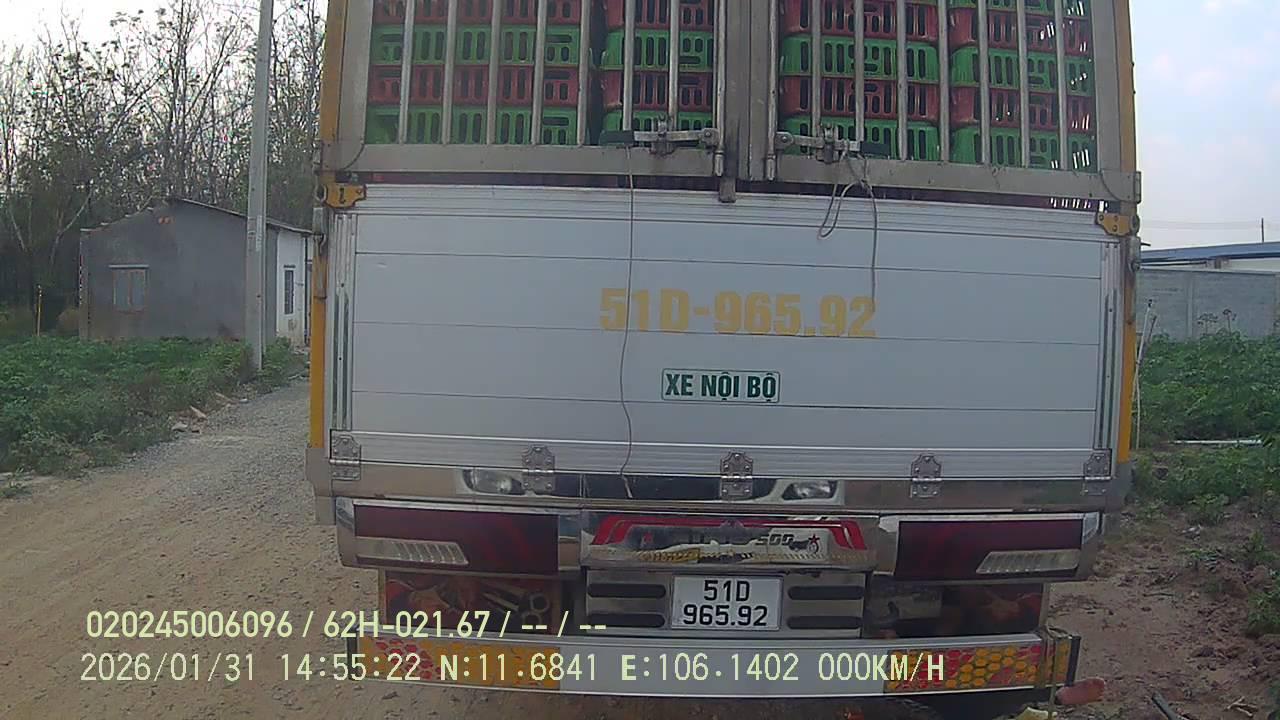 51D-965.92
XE NỘI BỘ
500
51D
965.92
020245006096 / 62H-021.67 / -- / --
2026/01/31 14:55:22 N:11.6841 E:106.1402 000KM/H